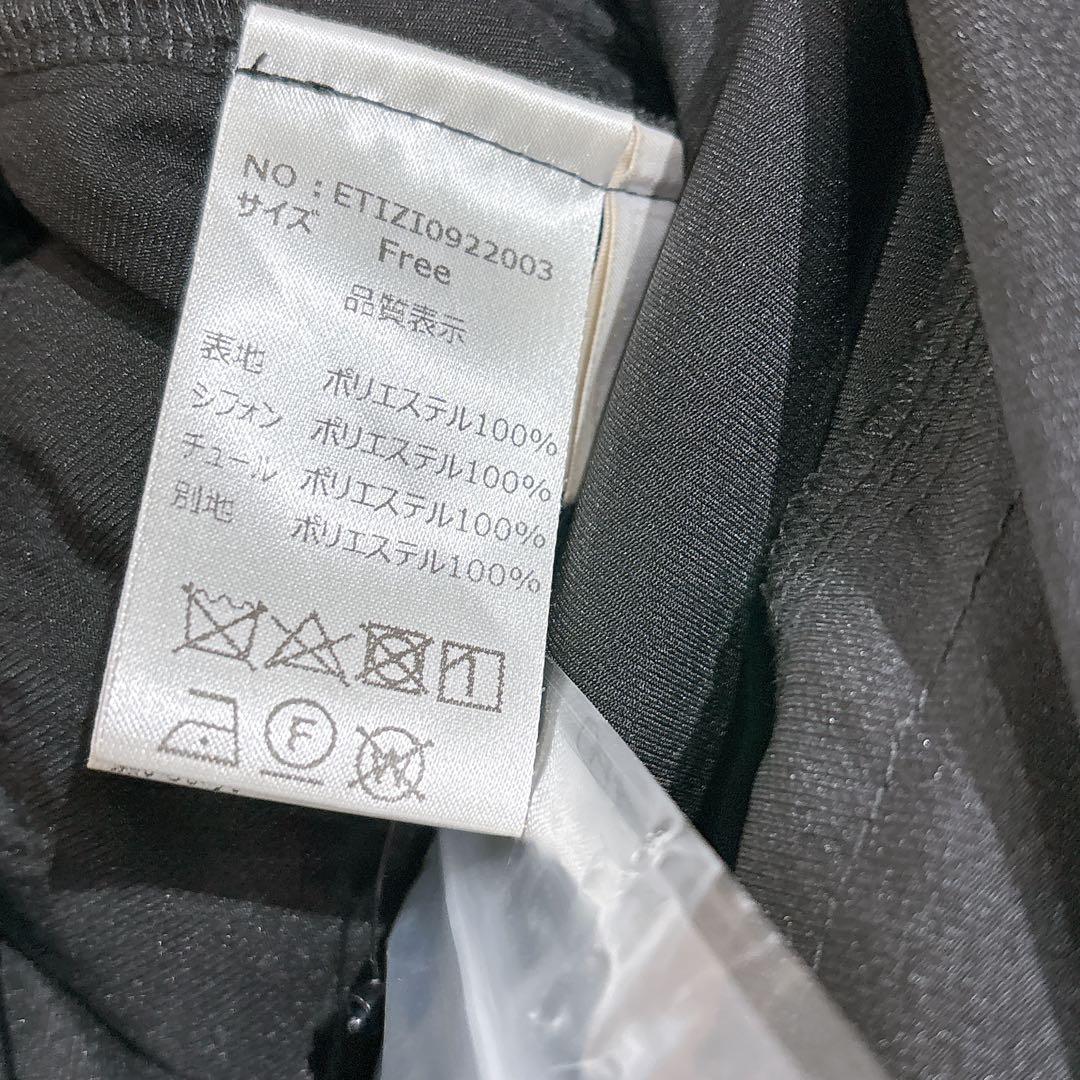 NO : ETIZI0922003
サイズ Free
品質表示
表地 ポリエステル100%
シフォン ポリエステル100%
チュール ポリエステル100%
別地 ポリエステル100%
F
W